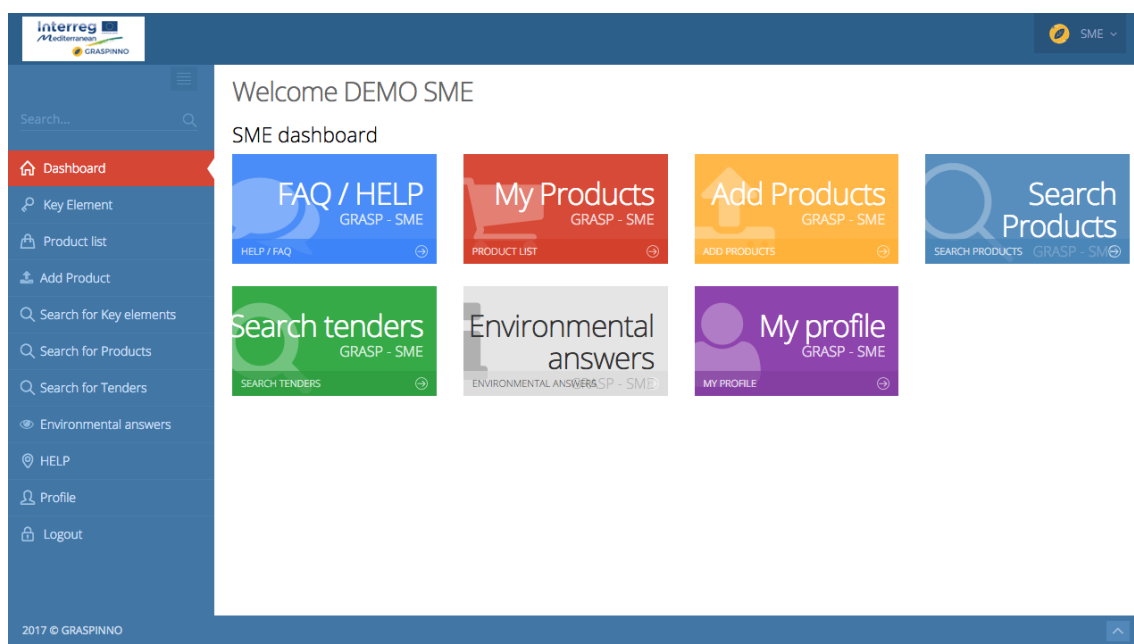 Interreg
Mediterranean
GRASPINNO
SME
Search...
Dashboard
Key Element
Product list
Add Product
Search for Key elements
Search for Products
Search for Tenders
Environmental answers
HELP
Profile
Logout
Welcome DEMO SME
SME dashboard
FAQ / HELP
GRASP - SME
HELP / FAQ
My Products
GRASP - SME
PRODUCT LIST
Add Products
GRASP - SME
ADD PRODUCTS
Search
Products
SEARCH PRODUCTS GRASP - SME
Search tenders
GRASP - SME
SEARCH TENDERS
Environmental
answers
ENVIRONMENTAL ANSWERS GRASP - SME
My profile
GRASP - SME
MY PROFILE
2017 © GRASPINNO